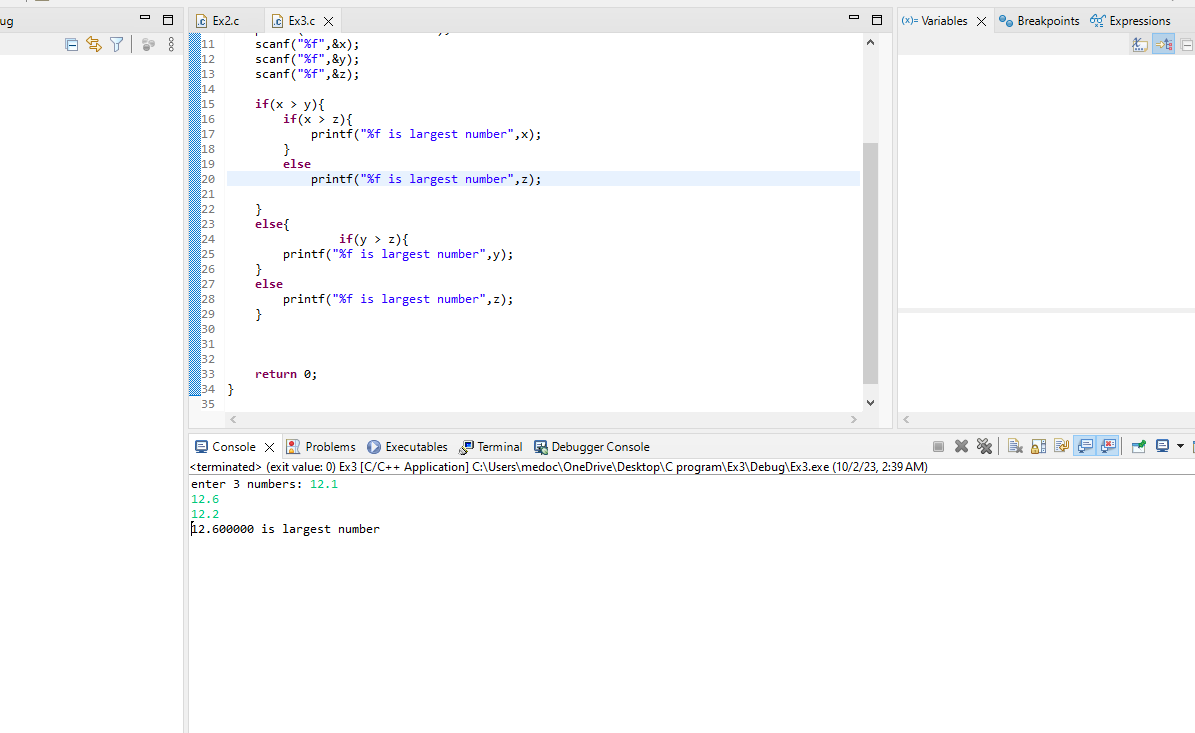 ug
Ex2.c
Ex3.c
(x)= Variables
Breakpoints
Expressions
11 scanf("%f",&x);
12 scanf("%f",&y);
13 scanf("%f",&z);
14
15 if(x > y){
16 if(x > z){
17 printf("%f is largest number",x);
18 }
19 else
20 printf("%f is largest number",z);
21
22 }
23 else{
24 if(y > z){
25 printf("%f is largest number",y);
26 }
27 else
28 printf("%f is largest number",z);
29 }
30
31
32
33 return 0;
34 }
35
Console
Problems
Executables
Terminal
Debugger Console
<terminated> (exit value: 0) Ex3 [C/C++ Application] C:\Users\medoc\OneDrive\Desktop\C program\Ex3\Debug\Ex3.exe (10/2/23, 2:39 AM)
enter 3 numbers: 12.1
12.6
12.2
12.600000 is largest number